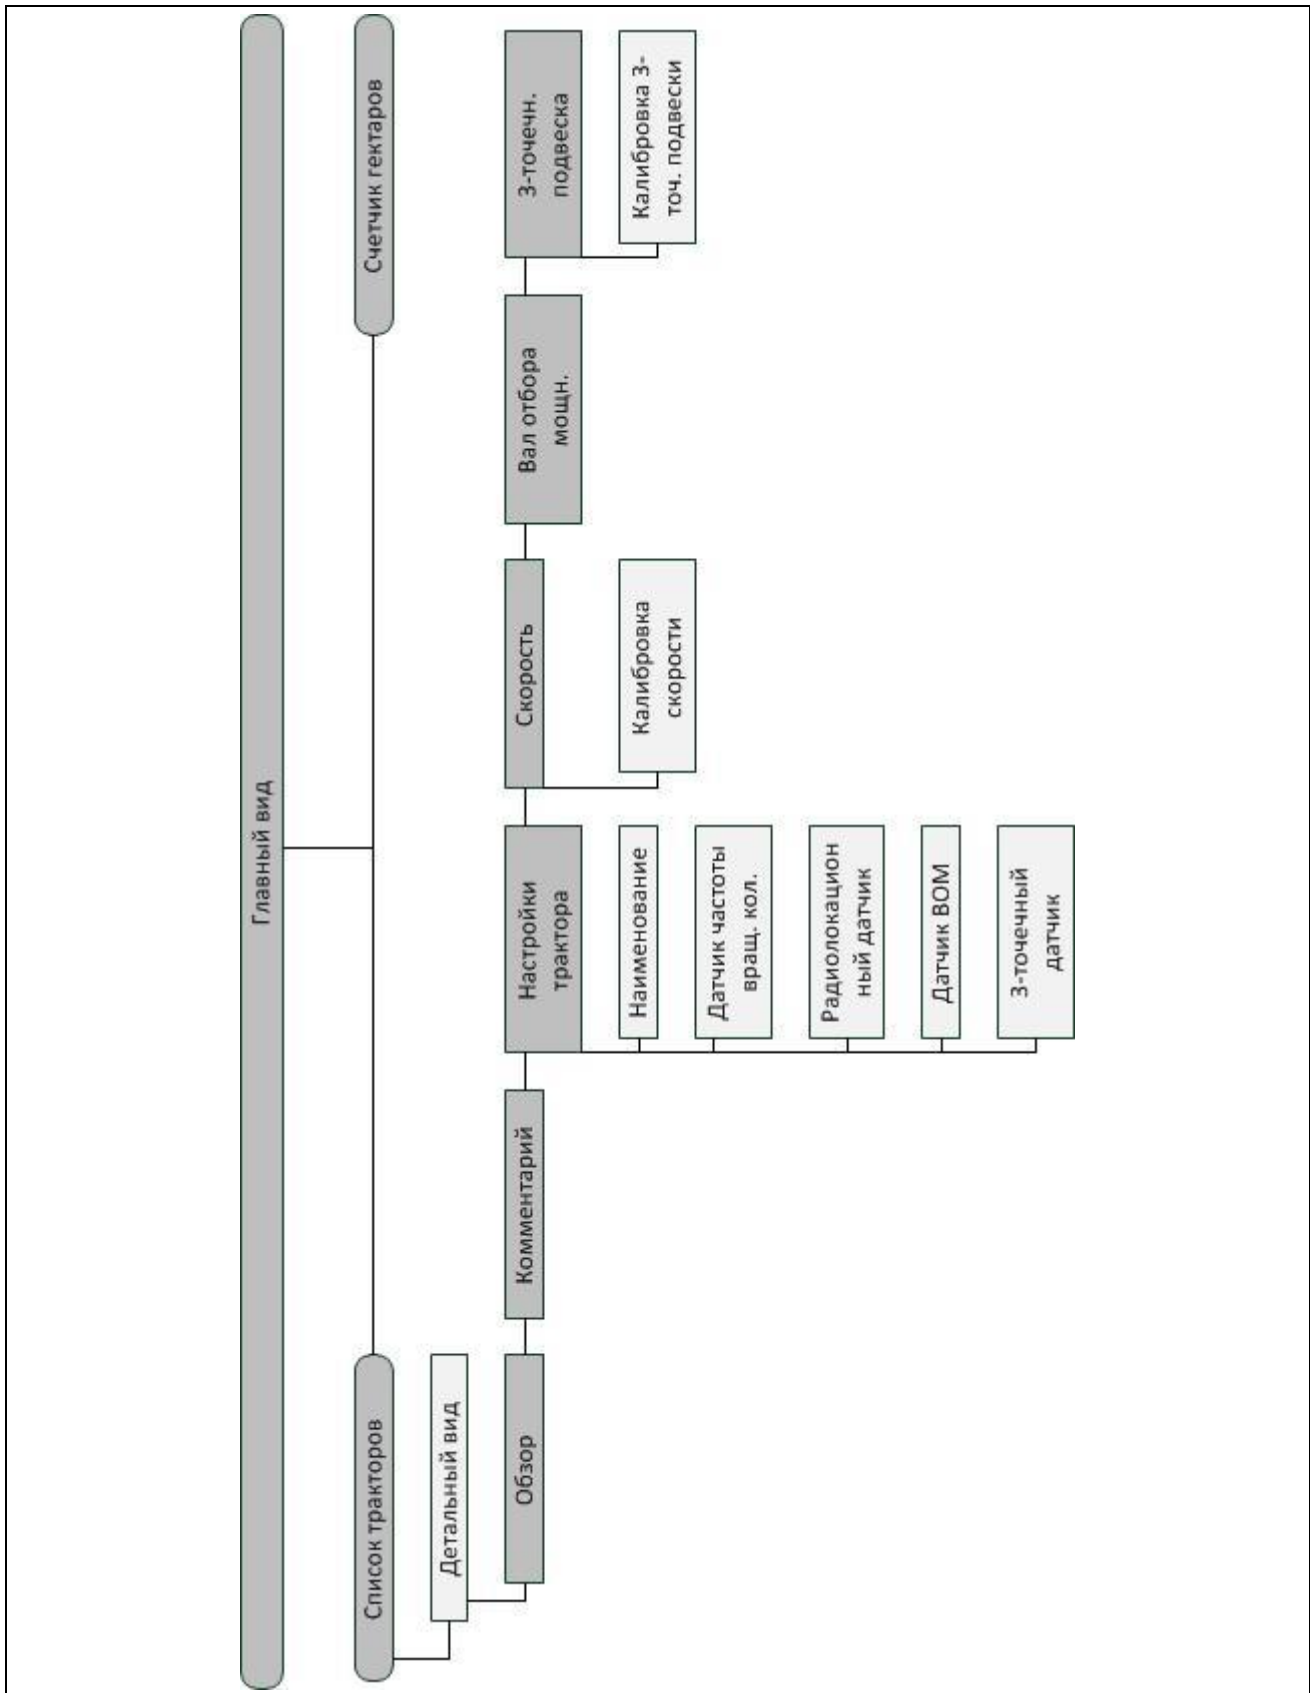 Главный вид
Список тракторов
Счетчик гектаров
Детальный вид
Обзор
Комментарий
Настройки
трактора
Скорость
Вал отбора
мощн.
3-точечн.
подвеска
Наименование
Датчик частоты
вращ. кол.
Радиолокацион
ный датчик
Датчик ВОМ
3-точечный
датчик
Калибровка
скорости
Калибровка 3-
точ. подвески